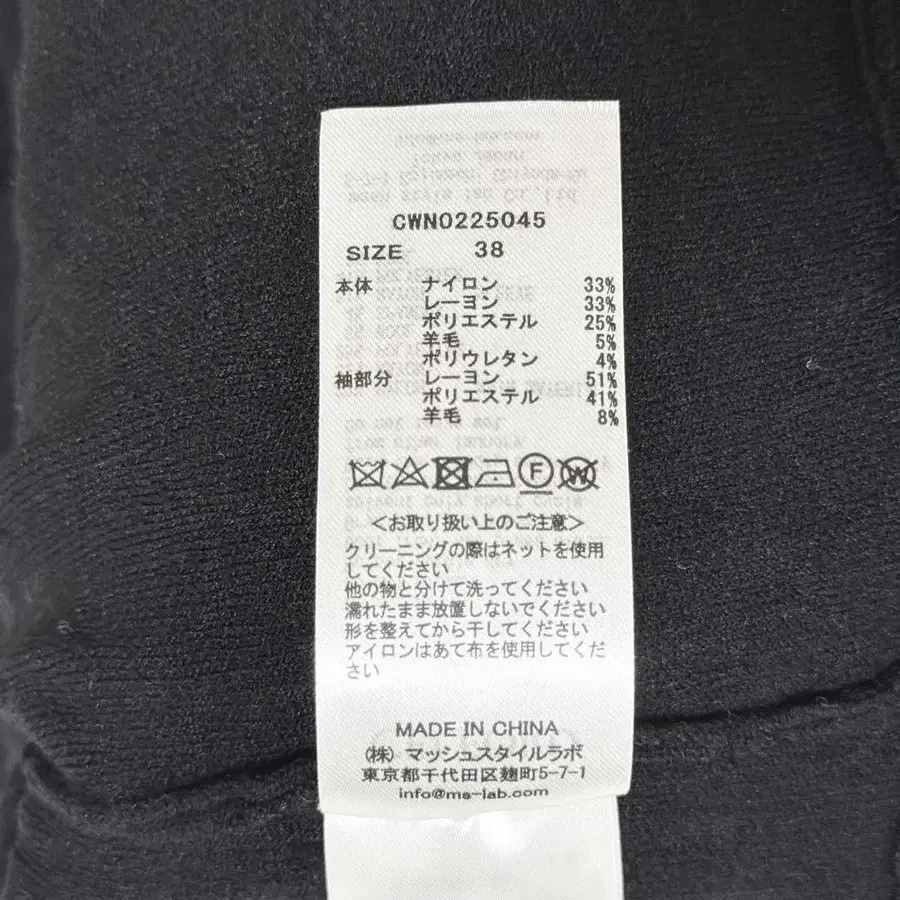 CWN0225045
SIZE 38
本体 ナイロン 33%
レーヨン 33%
ポリエステル 25%
羊毛 5%
ポリウレタン 4%
袖部分 レーヨン 51%
ポリエステル 41%
羊毛 8%
F W
<お取り扱い上のご注意>
クリーニングの際はネットを使用
してください
他の物と分けて洗ってください
濡れたまま放置しないでください
形を整えてから干してください
アイロンはあて布を使用してくだ
さい
MADE IN CHINA
(株) マッシュスタイルラボ
東京都千代田区麹町5-7-1
info@ms-lab.com